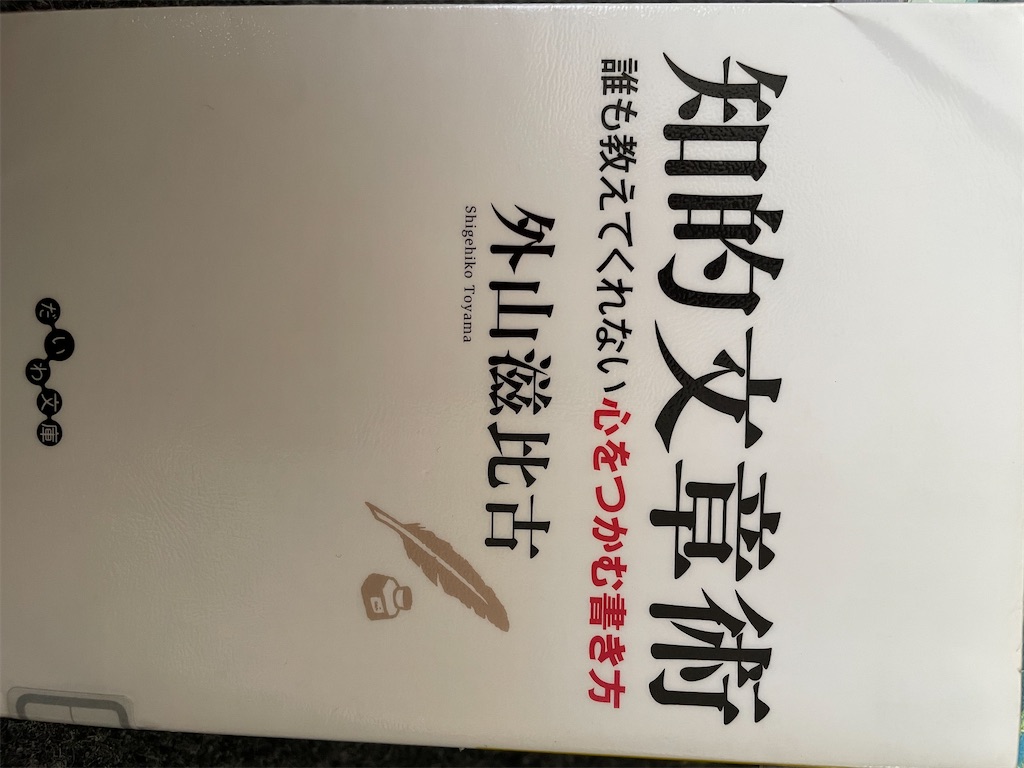 知的文章術
誰も教えてくれない心をつかむ書き方
外山滋比古
Shigehiko Toyama
だいわ文庫